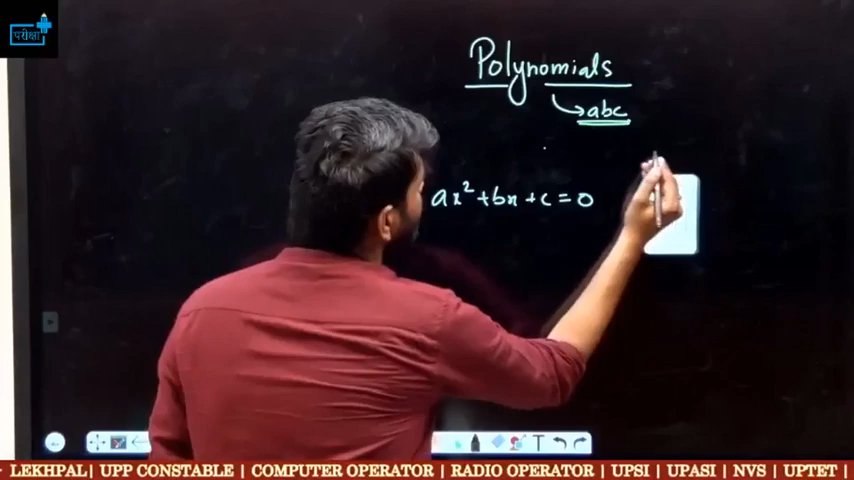 परीक्षा
Polynomials
abc
ax²+bx+c=0
LEKHPAL| UPP CONSTABLE | COMPUTER OPERATOR | RADIO OPERATOR | UPSI | UPASI | NVS | UPTET |